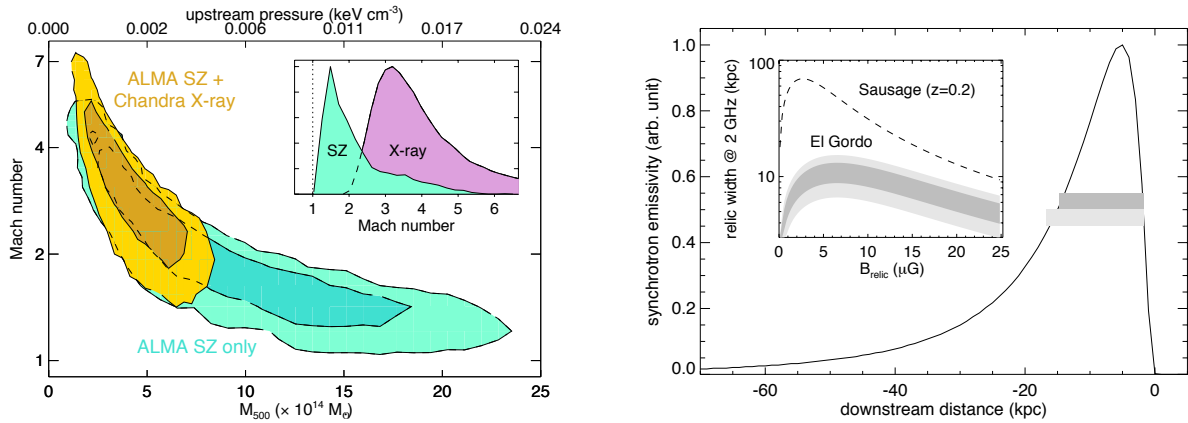 upstream pressure (keV cm-3)
0.000 0.002 0.006 0.011 0.017 0.024
7
4
2
1
Mach number
ALMA SZ +
Chandra X-ray
ALMA SZ only
SZ
X-ray
1 2 3 4 5 6
Mach number
0 5 10 15 20 25
M500 (× 1014 M
synchrotron emissivity (arb. unit)
1.0
0.8
0.6
0.4
0.2
0.0
relic width @ 2 GHz (kpc)
100
10
Sausage (z=0.2)
El Gordo
0 5 10 15 20 25
Brelic (μG)
-60 -40 -20 0
downstream distance (kpc)